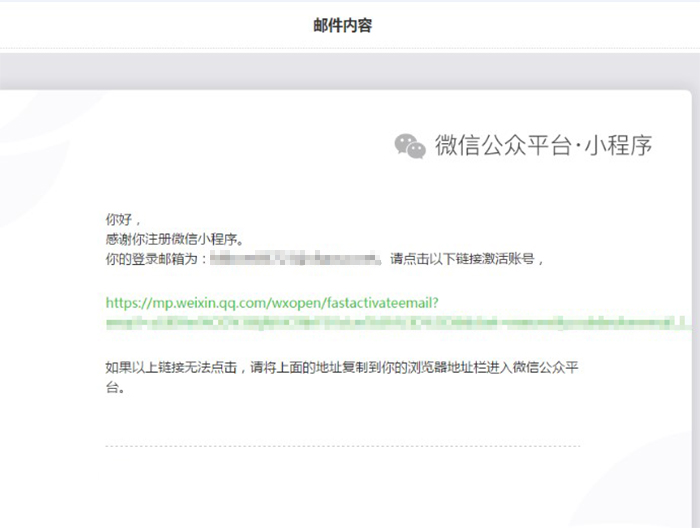 邮件内容
微信公众平台·小程序
你好，
感谢你注册微信小程序。
你的登录邮箱为：。请点击以下链接激活账号，
https://mp.weixin.qq.com/wxopen/fastactivateemail?
如果以上链接无法点击，请将上面的地址复制到你的浏览器地址栏进入微信公众平
台。